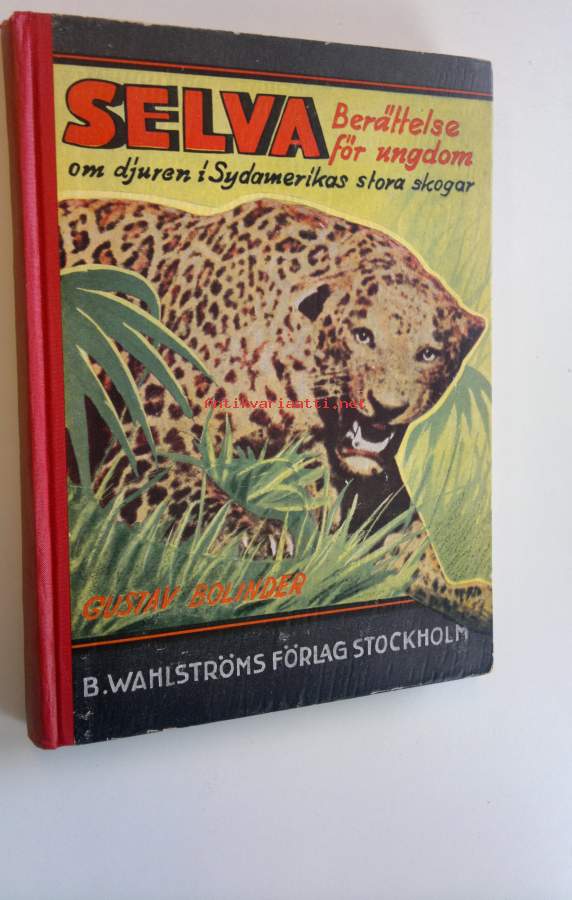 SELVA
Berättelse
för ungdom
om djuren i Sydamerikas stora skogar
antikvariaatti.net
GUSTAV BOLINDER
B. WAHLSTRÖMS FÖRLAG STOCKHOLM